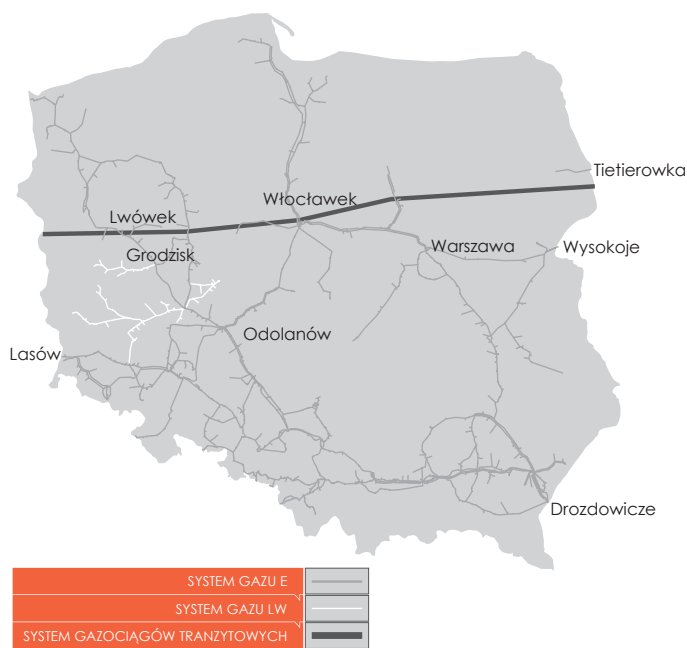 Tietierowka
Włocławek
Lwówek
Warszawa
Wysokoje
Grodzisk
Odolanów
Lasów
Drozdowicze
SYSTEM GAZU E
SYSTEM GAZU LW
SYSTEM GAZOCIĄGÓW TRANZYTOWYCH